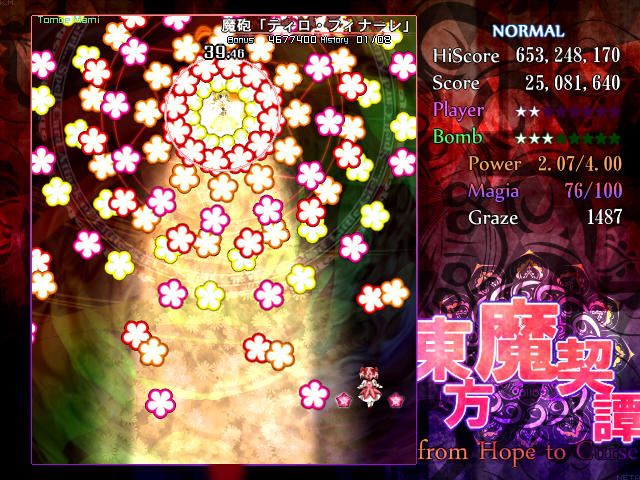 Tomoe Mami
魔砲「ティロ・フィナーレ」
Bonus 4677400 History 01/02
39:46
NORMAL
HiScore 653,248,170
Score 25,081,640
Player ★★
Bomb ★★★
Power 2.07/4.00
Magia 76/100
Graze 1487
東方魔契譚
from Hope to Curse